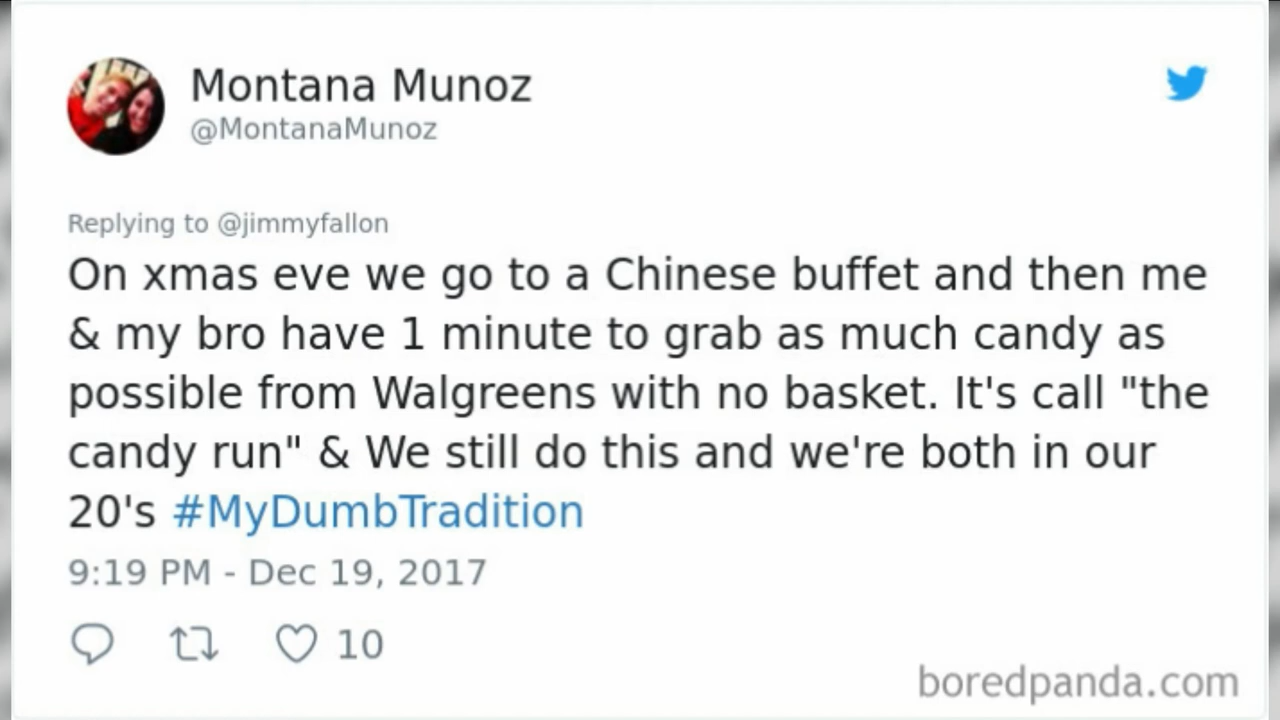 Montana Munoz
@MontanaMunoz
Replying to @jimmyfallon
On xmas eve we go to a Chinese buffet and then me
& my bro have 1 minute to grab as much candy as
possible from Walgreens with no basket. It's call "the
candy run" & We still do this and we're both in our
20's #MyDumbTradition
9:19 PM - Dec 19, 2017
10
boredpanda.com